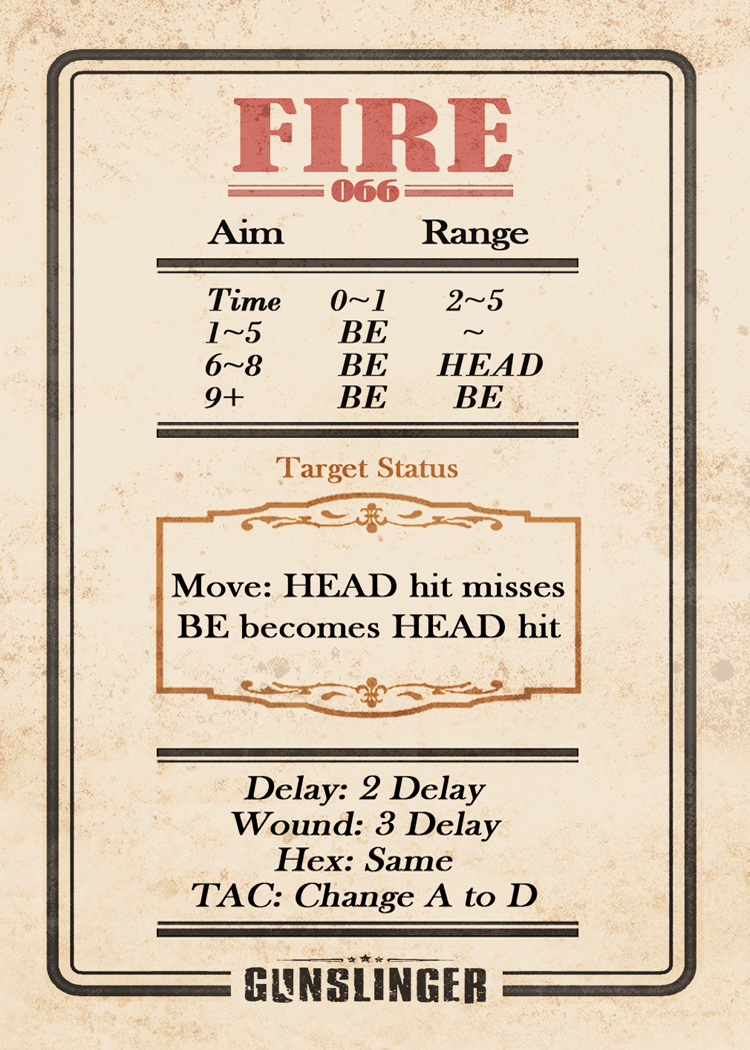 FIRE
066
Aim Range
Time 0~1 2~5
1~5 BE ~
6~8 BE HEAD
9+ BE BE
Target Status
Move: HEAD hit misses
BE becomes HEAD hit
Delay: 2 Delay
Wound: 3 Delay
Hex: Same
TAC: Change A to D
GUNSLINGER